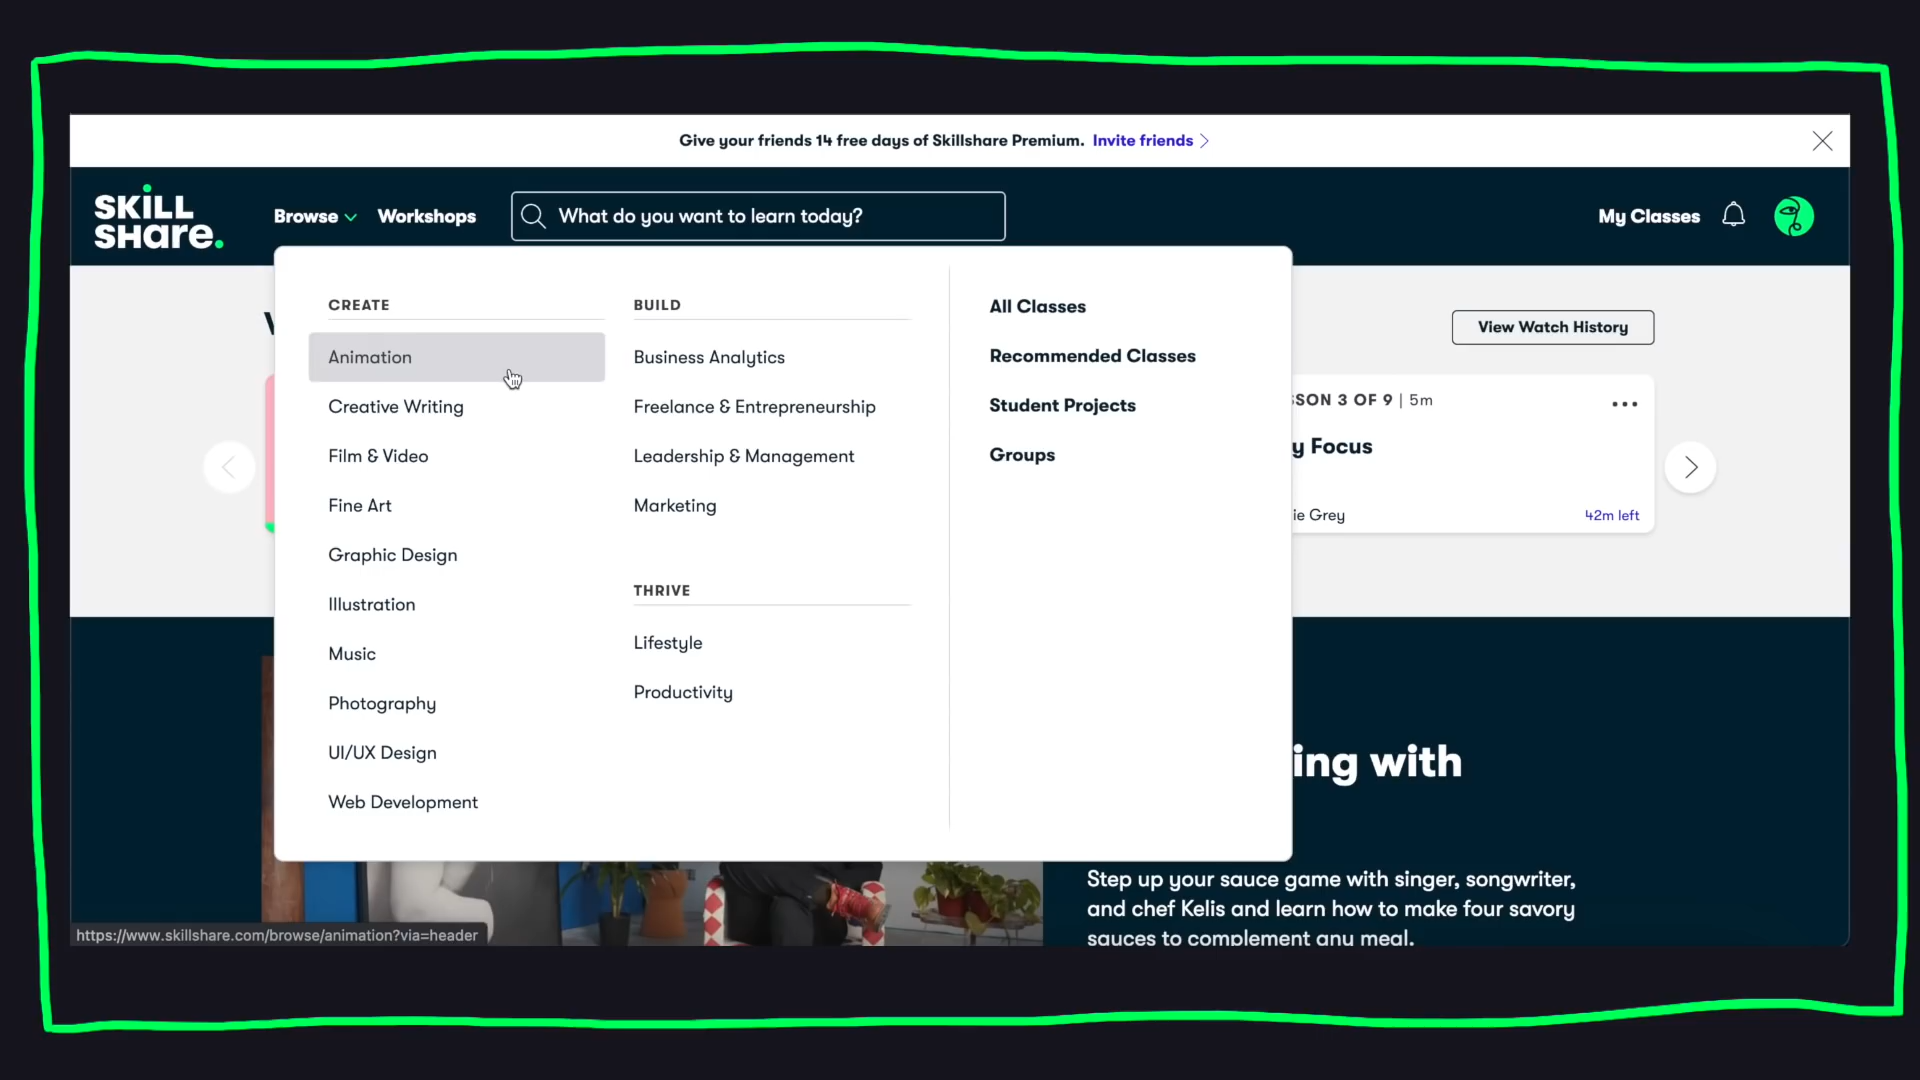 Give your friends 14 free days of Skillshare Premium. Invite friends
SKILL
SHare.
Browse
Workshops
What do you want to learn today?
My Classes
CREATE
Animation
Creative Writing
Film & Video
Fine Art
Graphic Design
Illustration
Music
Photography
UI/UX Design
Web Development
BUILD
Business Analytics
Freelance & Entrepreneurship
Leadership & Management
Marketing
THRIVE
Lifestyle
Productivity
All Classes
Recommended Classes
Student Projects
Groups
View Watch History
SON 3 OF 9 | 5m
y Focus
ie Grey
42m left
ing with
Step up your sauce game with singer, songwriter,
and chef Kelis and learn how to make four savory
sauces to complement any meal.
https://www.skillshare.com/browse/animation?via=header